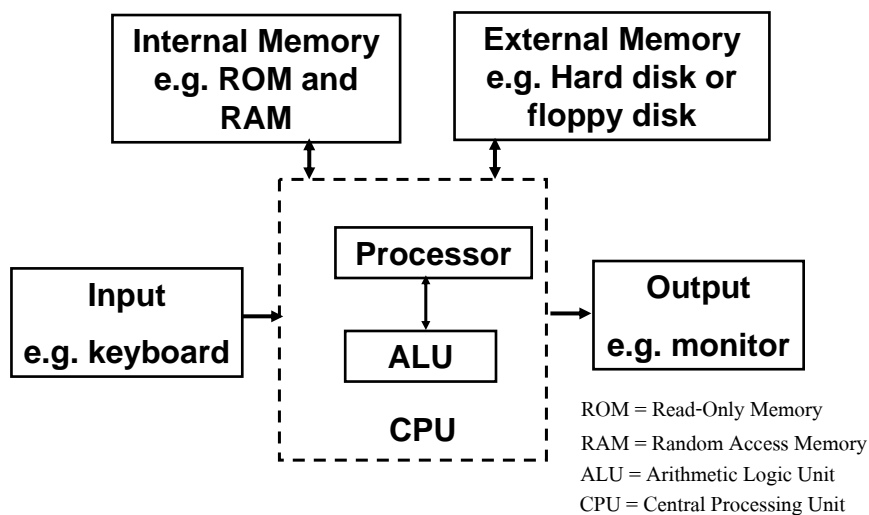 Internal Memory
e.g. ROM and
RAM
External Memory
e.g. Hard disk or
floppy disk
Processor
Input
e.g. keyboard
ALU
CPU
Output
e.g. monitor
ROM = Read-Only Memory
RAM = Random Access Memory
ALU = Arithmetic Logic Unit
CPU = Central Processing Unit